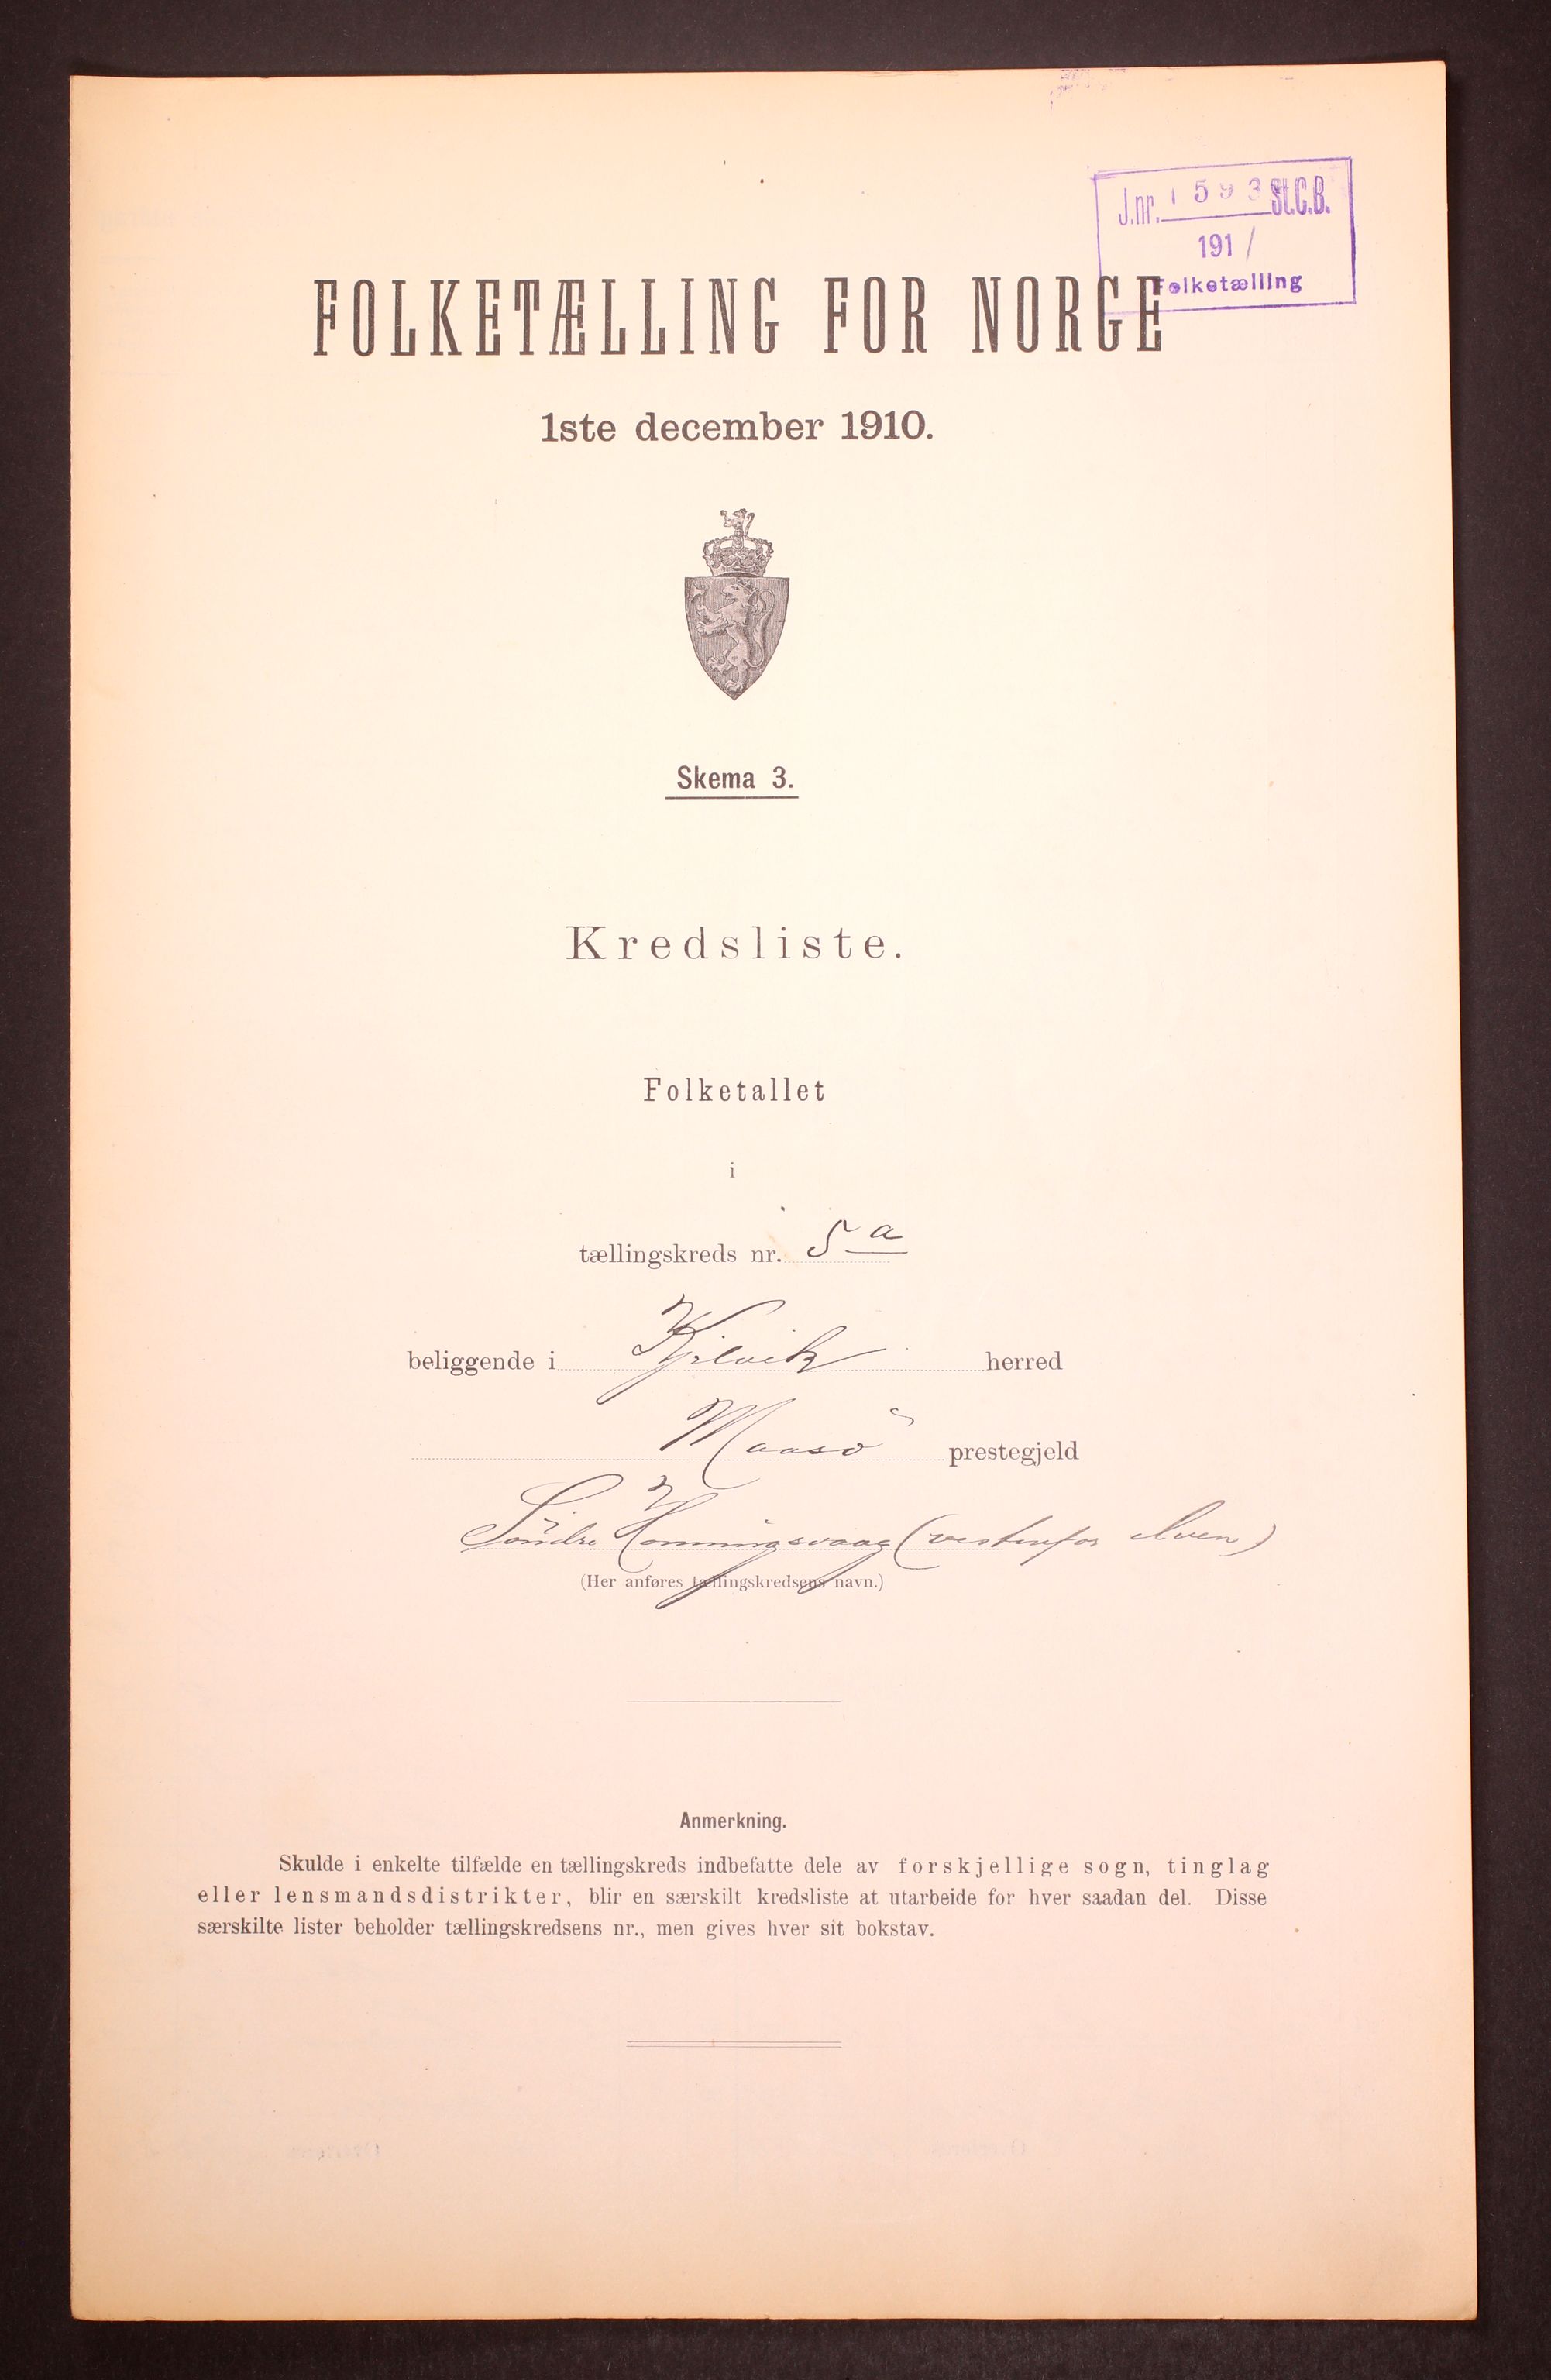 J.nr. 1593 St.C.B.
191 /
Folketælling
FOLKETÆLLING FOR NORGE
1ste december 1910.
Skema 3.
Kredsliste.
Folketallet
i
tællingskreds nr. 5 a
beliggende i Kjelvik herred
Maasö prestegjeld
Söndre Honningsvaag (vestenfor elven)
(Her anføres tællingskredsens navn.)
Anmerkning.
Skulde i enkelte tilfælde en tællingskreds indbefatte dele av forskjellige sogn, tinglag
eller lensmandsdistrikter, blir en særskilt kredsliste at utarbeide for hver saadan del. Disse
særskilte lister beholder tællingskredsens nr., men gives hver sit bokstav.